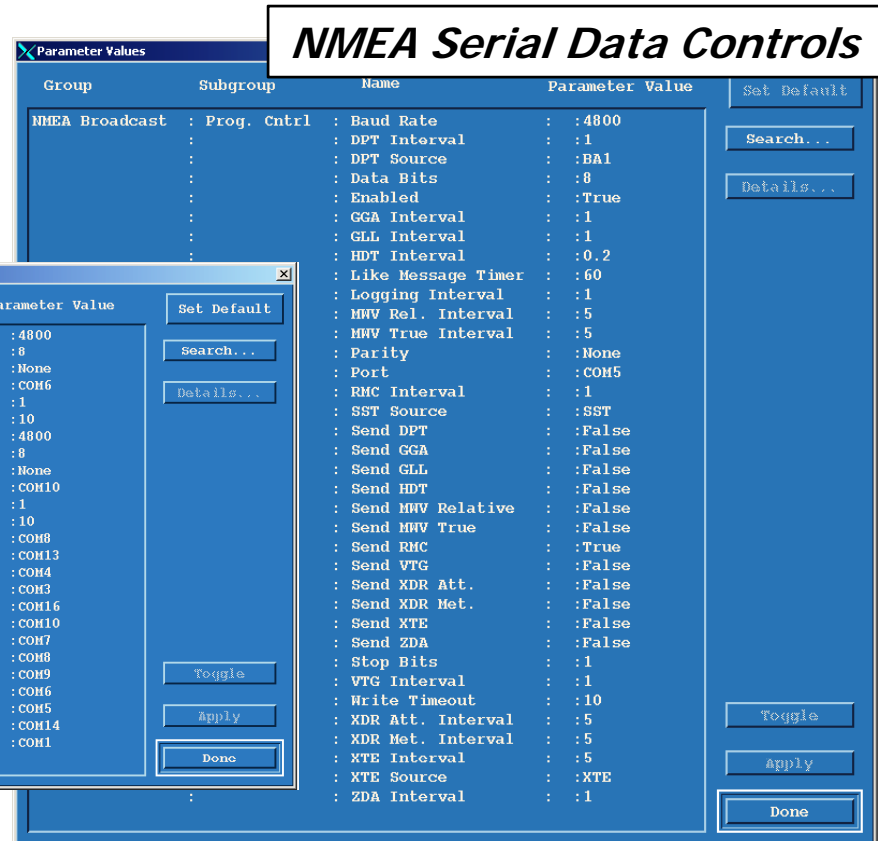 NMEA Serial Data Controls
Parameter Values
Group Subgroup Name Parameter Value
NMEA Broadcast : Prog. Cntrl : Baud Rate : :4800
: : DPT Interval : :1
: : DPT Source : :BA1
: : Data Bits : :8
: : Enabled : :True
: : GGA Interval : :1
: : GLL Interval : :1
: : HDT Interval : :0.2
: Like Message Timer : :60
: Logging Interval : :1
: MWV Rel. Interval : :5
: MWV True Interval : :5
: Parity : :None
: Port : :COM5
: RMC Interval : :1
: SST Source : :SST
: Send DPT : :False
: Send GGA : :False
: Send GLL : :False
: Send HDT : :False
: Send MWV Relative : :False
: Send MWV True : :False
: Send RMC : :True
: Send VTG : :False
: Send XDR Att. : :False
: Send XDR Met. : :False
: Send XTE : :False
: Send ZDA : :False
: Stop Bits : :1
: VTG Interval : :1
: Write Timeout : :10
: XDR Att. Interval : :5
: XDR Met. Interval : :5
: XTE Interval : :5
: XTE Source : :XTE
: : ZDA Interval : :1
Set Default
Search...
Details...
Toggle
Apply
Done
arameter Value
:4800
:8
:None
:COM6
:1
:10
:4800
:8
:None
:COM10
:1
:10
:COM8
:COM13
:COM4
:COM3
:COM16
:COM10
:COM7
:COM8
:COM9
:COM6
:COM5
:COM14
:COM1
Set Default
Search...
Details...
Toggle
Apply
Done